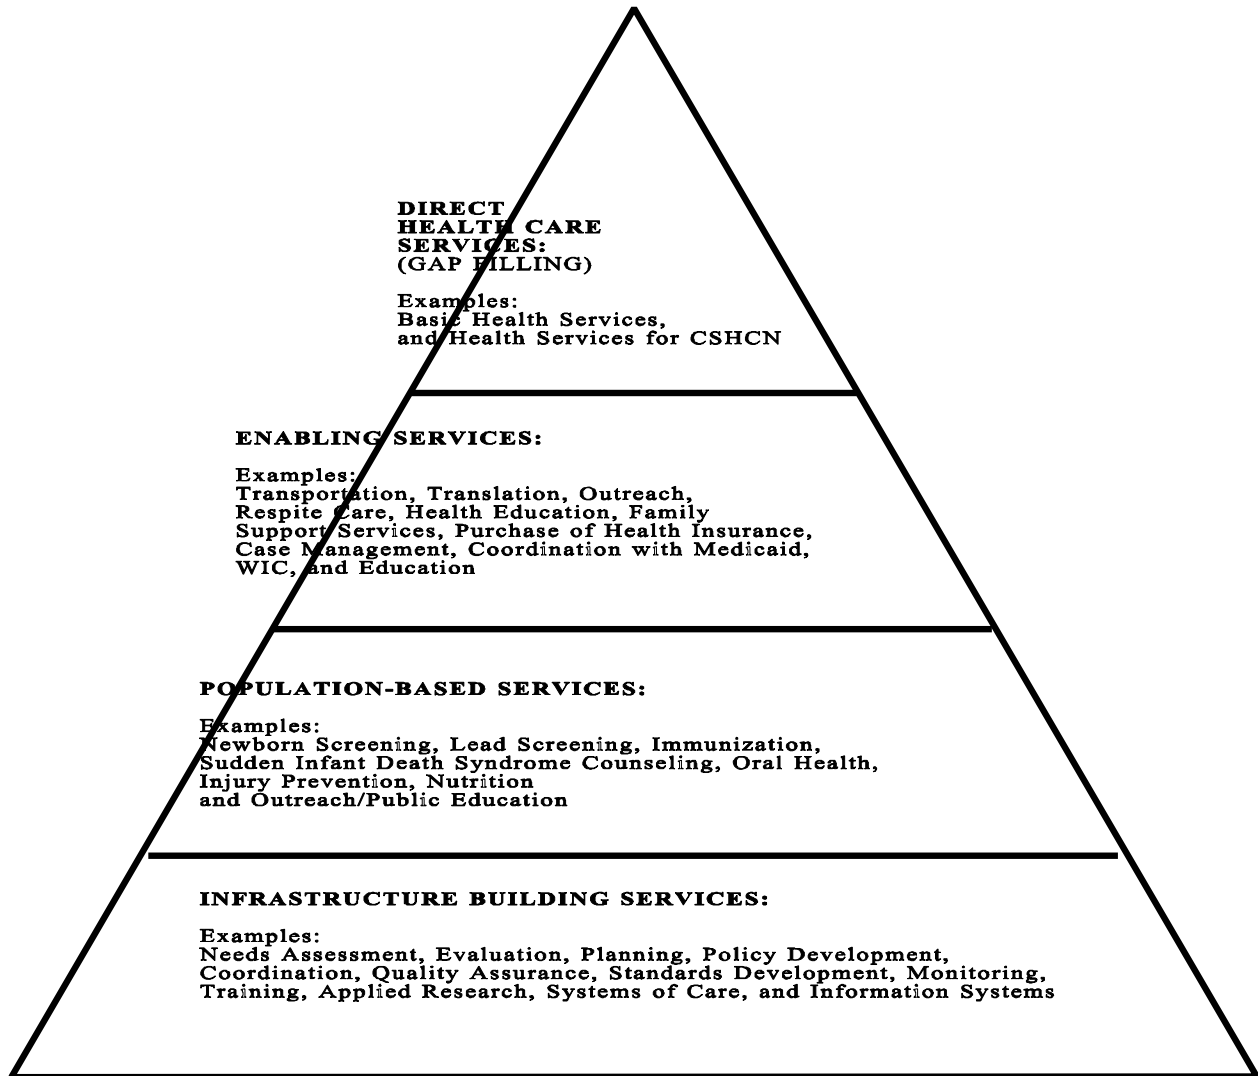 DIRECT
HEALTH CARE
SERVICES:
(GAP FILLING)
Examples:
Basic Health Services,
and Health Services for CSHCN
ENABLING SERVICES:
Examples:
Transportation, Translation, Outreach,
Respite Care, Health Education, Family
Support Services, Purchase of Health Insurance,
Case Management, Coordination with Medicaid,
WIC, and Education
POPULATION-BASED SERVICES:
Examples:
Newborn Screening, Lead Screening, Immunization,
Sudden Infant Death Syndrome Counseling, Oral Health,
Injury Prevention, Nutrition
and Outreach/Public Education
INFRASTRUCTURE BUILDING SERVICES:
Examples:
Needs Assessment, Evaluation, Planning, Policy Development,
Coordination, Quality Assurance, Standards Development, Monitoring,
Training, Applied Research, Systems of Care, and Information Systems